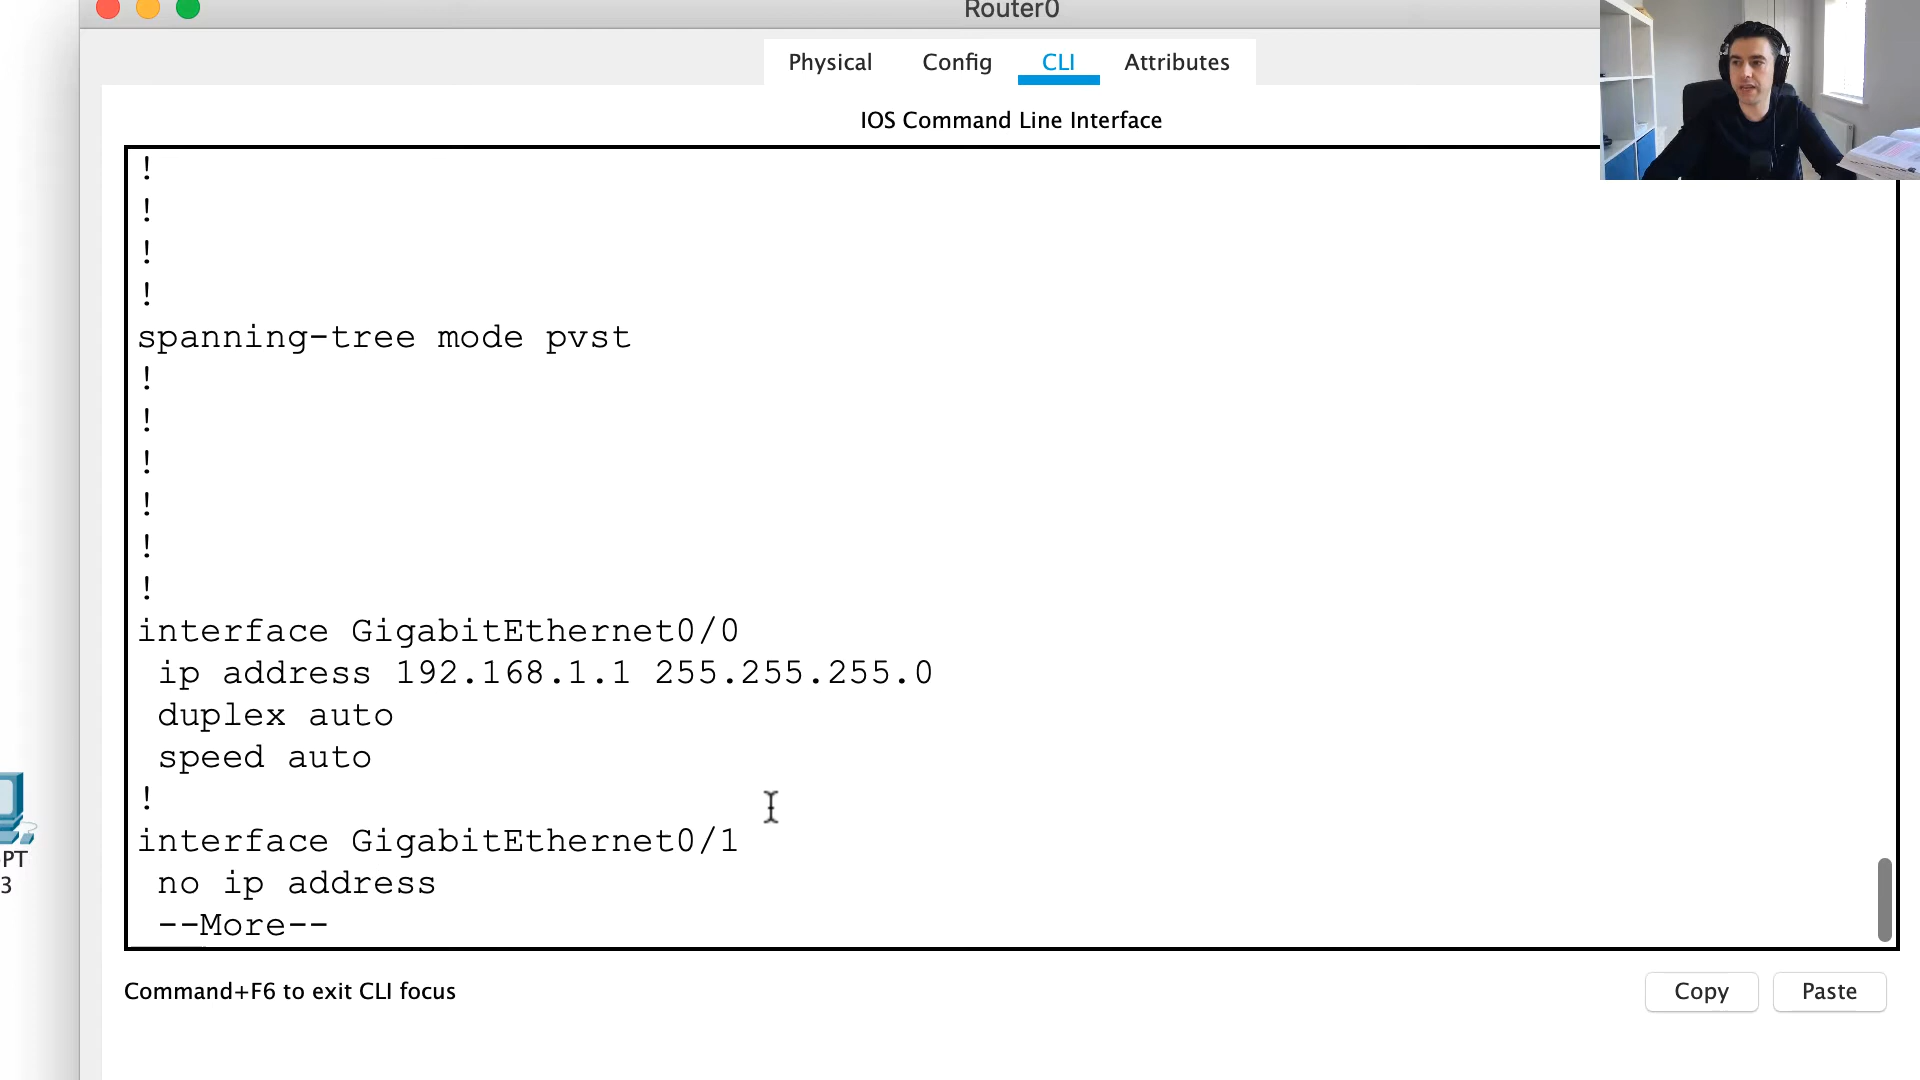 Router0
Physical
Config
CLI
Attributes
IOS Command Line Interface
!
!
!
!
spanning-tree mode pvst
!
!
!
!
!
!
interface GigabitEthernet0/0
ip address 192.168.1.1 255.255.255.0
duplex auto
speed auto
!
interface GigabitEthernet0/1
no ip address
--More--
PT
3
Command+F6 to exit CLI focus
Copy
Paste